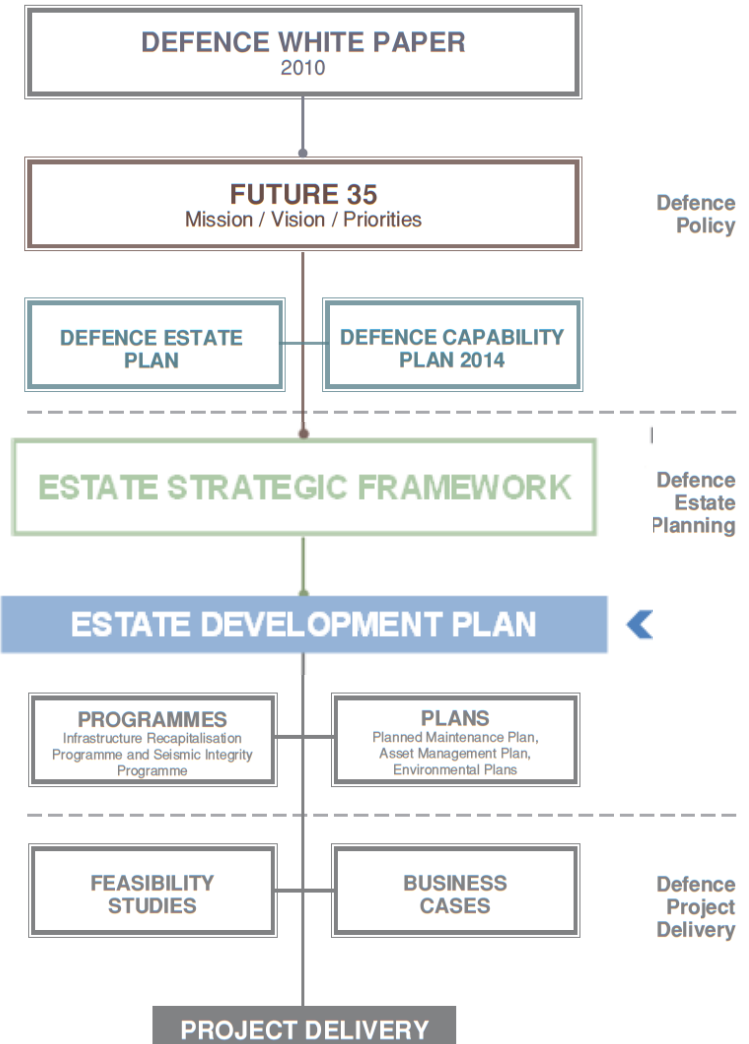 DEFENCE WHITE PAPER
2010
FUTURE 35
Mission / Vision / Priorities
Defence
Policy
DEFENCE ESTATE
PLAN
DEFENCE CAPABILITY
PLAN 2014
ESTATE STRATEGIC FRAMEWORK
Defence
Estate
Planning
ESTATE DEVELOPMENT PLAN
PROGRAMMES
Infrastructure Recapitalisation
Programme and Seismic Integrity
Programme
PLANS
Planned Maintenance Plan,
Asset Management Plan,
Environmental Plans
FEASIBILITY
STUDIES
BUSINESS
CASES
Defence
Project
Delivery
PROJECT DELIVERY